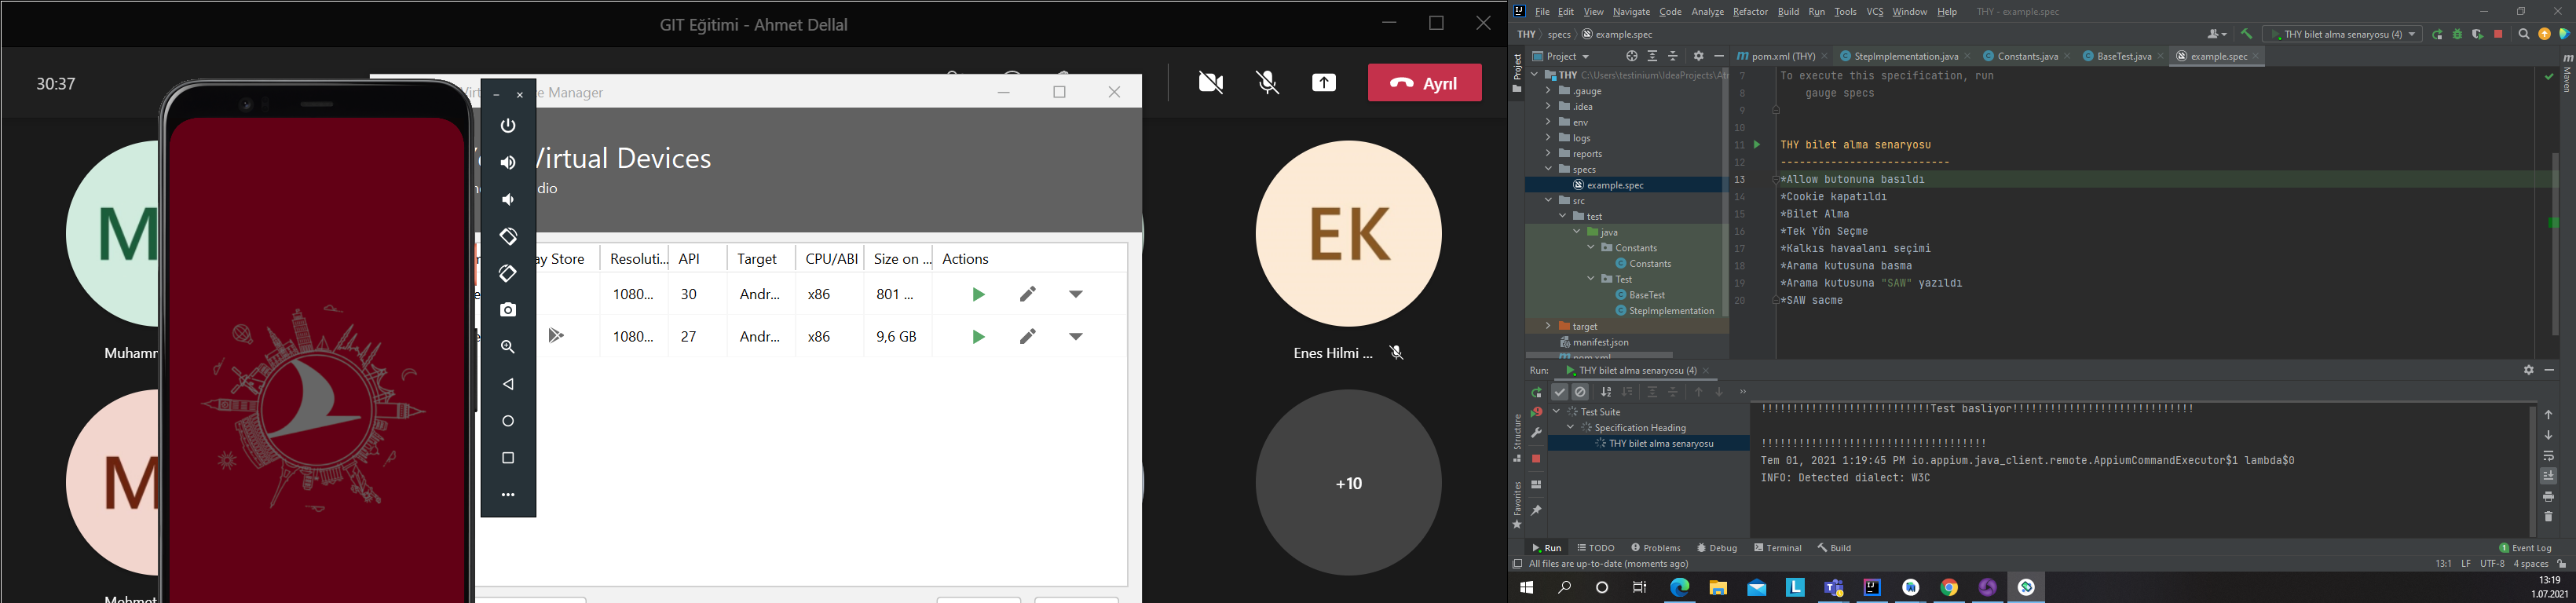 GIT Eğitimi - Ahmet Dellal
30:37
Ayrıl
Manager
Virtual Devices
dio
ay Store
Resoluti...
API
Target
CPU/ABI
Size on ...
Actions
1080...
30
Andr...
x86
801 ...
1080...
27
Andr...
x86
9,6 GB
M
Muhamm
M
Mehmet
EK
Enes Hilmi ...
+10
File Edit View Navigate Code Analyze Refactor Build Run Tools VCS Window Help THY - example.spec
THY specs example.spec
THY bilet alma senaryosu (4)
Project
pom.xml (THY) StepImplementation.java Constants.java BaseTest.java example.spec
Project
Maven
THY C:\Users\testinium\IdeaProjects\Atr
.gauge
.idea
env
logs
reports
specs
example.spec
src
test
java
Constants
Constants
Test
BaseTest
StepImplementation
target
manifest.json
pom.xml
7 To execute this specification, run
8 gauge specs
9
10
11 THY bilet alma senaryosu
12 ---------------------------
13 *Allow butonuna basıldı
14 *Cookie kapatıldı
15 *Bilet Alma
16 *Tek Yön Seçme
17 *Kalkıs havaalanı seçimi
18 *Arama kutusuna basma
19 *Arama kutusuna "SAW" yazıldı
20 *SAW sacme
Run: THY bilet alma senaryosu (4)
Test Suite
Specification Heading
THY bilet alma senaryosu
!!!!!!!!!!!!!!!!!!!!!!!!!!!Test basliyor!!!!!!!!!!!!!!!!!!!!!!!!!!!!!
!!!!!!!!!!!!!!!!!!!!!!!!!!!!!!!!!!!!
Tem 01, 2021 1:19:45 PM io.appium.java_client.remote.AppiumCommandExecutor$1 lambda$0
INFO: Detected dialect: W3C
Structure
Favorites
Run TODO Problems Debug Terminal Build
1 Event Log
All files are up-to-date (moments ago)
13:1 LF UTF-8 4 spaces
13:19
1.07.2021